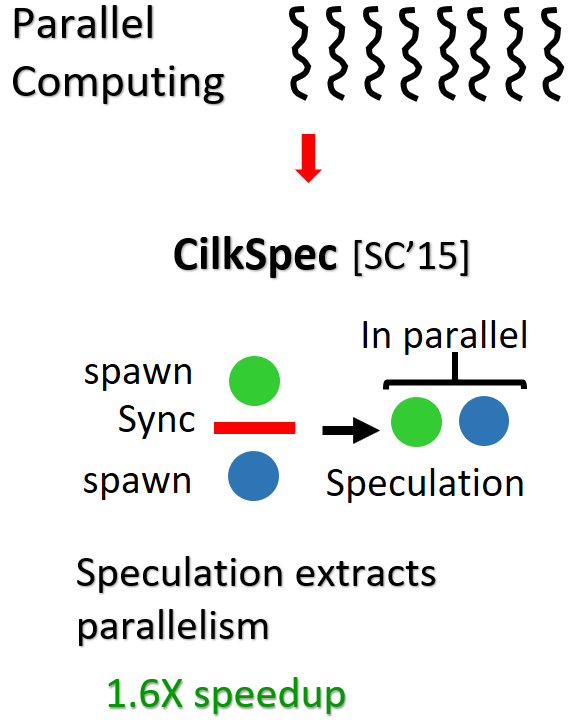 Parallel
Computing
CilkSpec [SC’15]
In parallel
spawn
Sync
spawn
Speculation
Speculation extracts
parallelism
1.6X speedup